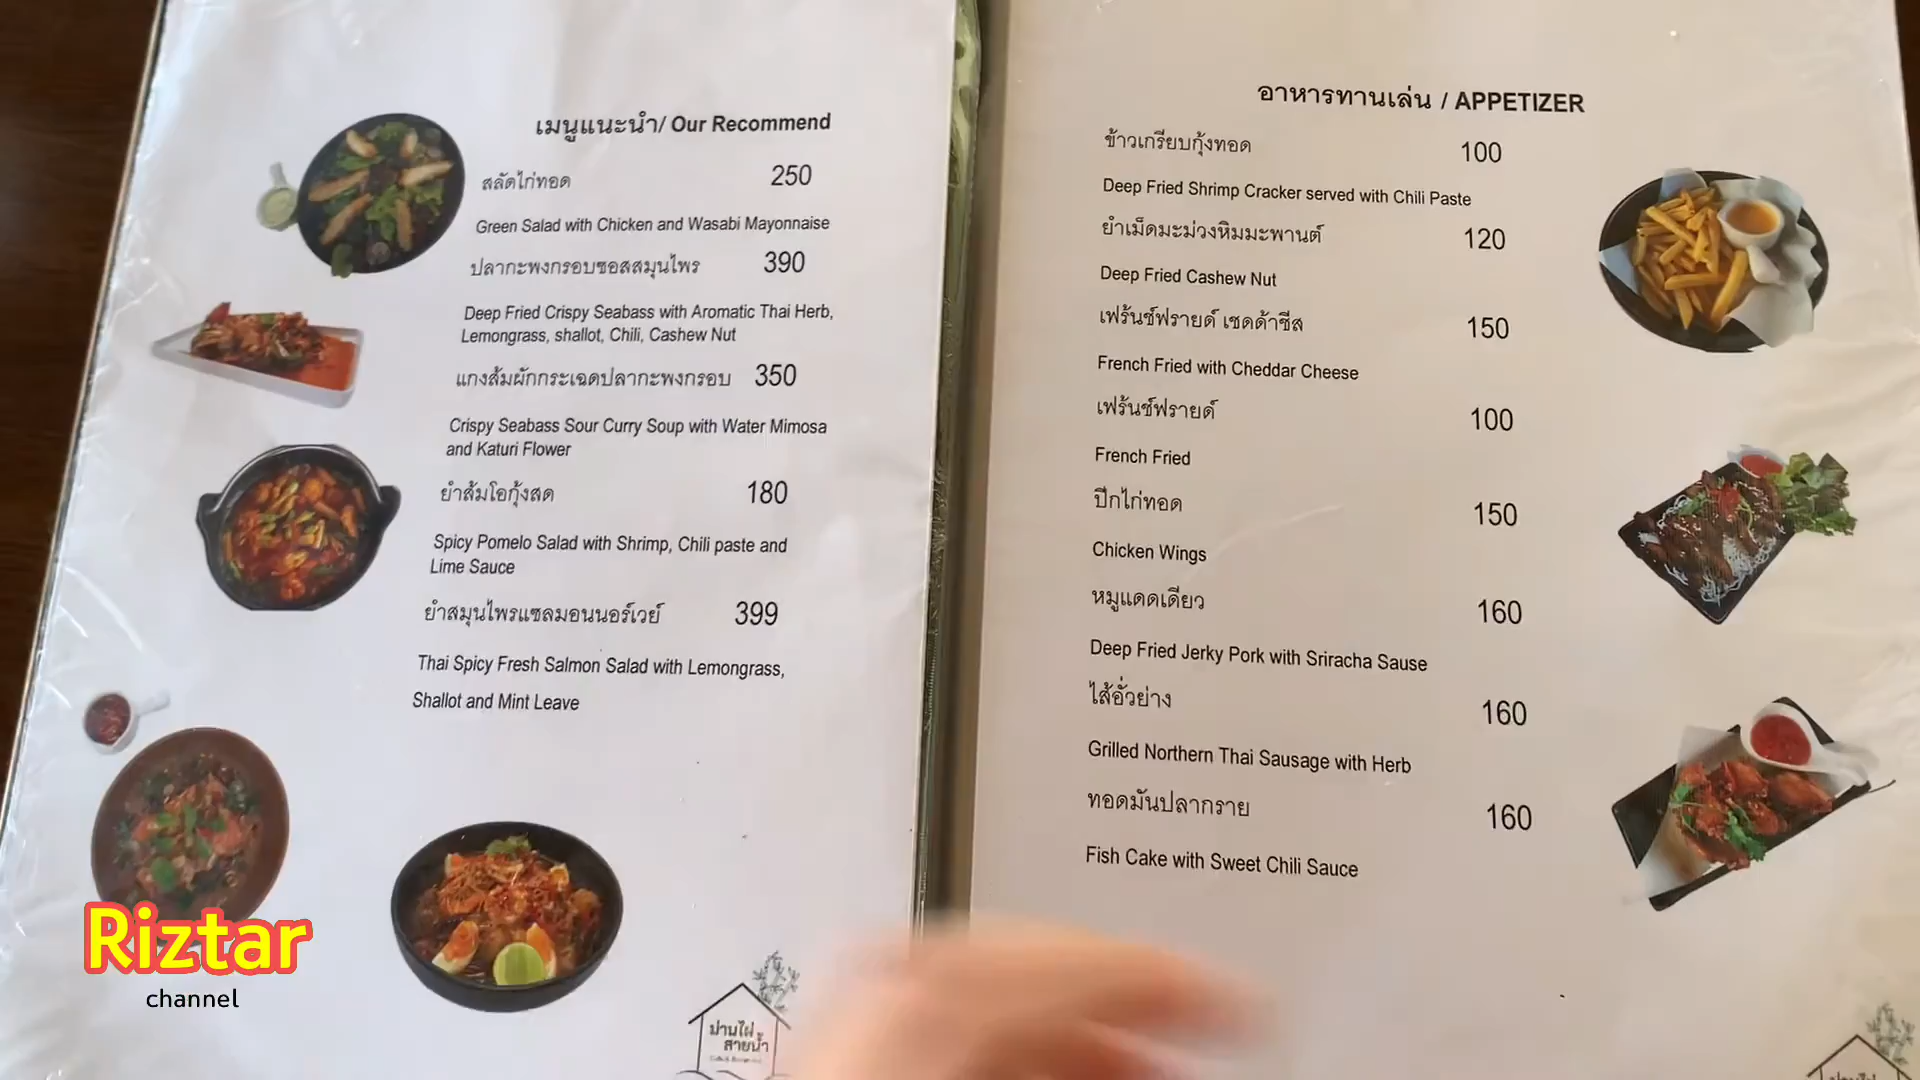 เมนูแนะนำ/ Our Recommend
สลัดไก่ทอด 250
Green Salad with Chicken and Wasabi Mayonnaise
ปลากะพงกรอบซอสสมุนไพร 390
Deep Fried Crispy Seabass with Aromatic Thai Herb,
Lemongrass, shallot, Chili, Cashew Nut
แกงส้มผักกระเฉดปลากะพงกรอบ 350
Crispy Seabass Sour Curry Soup with Water Mimosa
and Katuri Flower
ยำส้มโอกุ้งสด 180
Spicy Pomelo Salad with Shrimp, Chili paste and
Lime Sauce
ยำสมุนไพรแซลมอนนอร์เวย์ 399
Thai Spicy Fresh Salmon Salad with Lemongrass,
Shallot and Mint Leave
Riztar
channel
ม่านไผ่
สายน้ำ
อาหารทานเล่น / APPETIZER
ข้าวเกรียบกุ้งทอด 100
Deep Fried Shrimp Cracker served with Chili Paste
ยำเม็ดมะม่วงหิมมะพานต์ 120
Deep Fried Cashew Nut
เฟร้นช์ฟรายด์ เชดด้าชีส 150
French Fried with Cheddar Cheese
เฟร้นช์ฟรายด์ 100
French Fried
ปีกไก่ทอด 150
Chicken Wings
หมูแดดเดียว 160
Deep Fried Jerky Pork with Sriracha Sause
ไส้อั่วย่าง 160
Grilled Northern Thai Sausage with Herb
ทอดมันปลากราย 160
Fish Cake with Sweet Chili Sauce